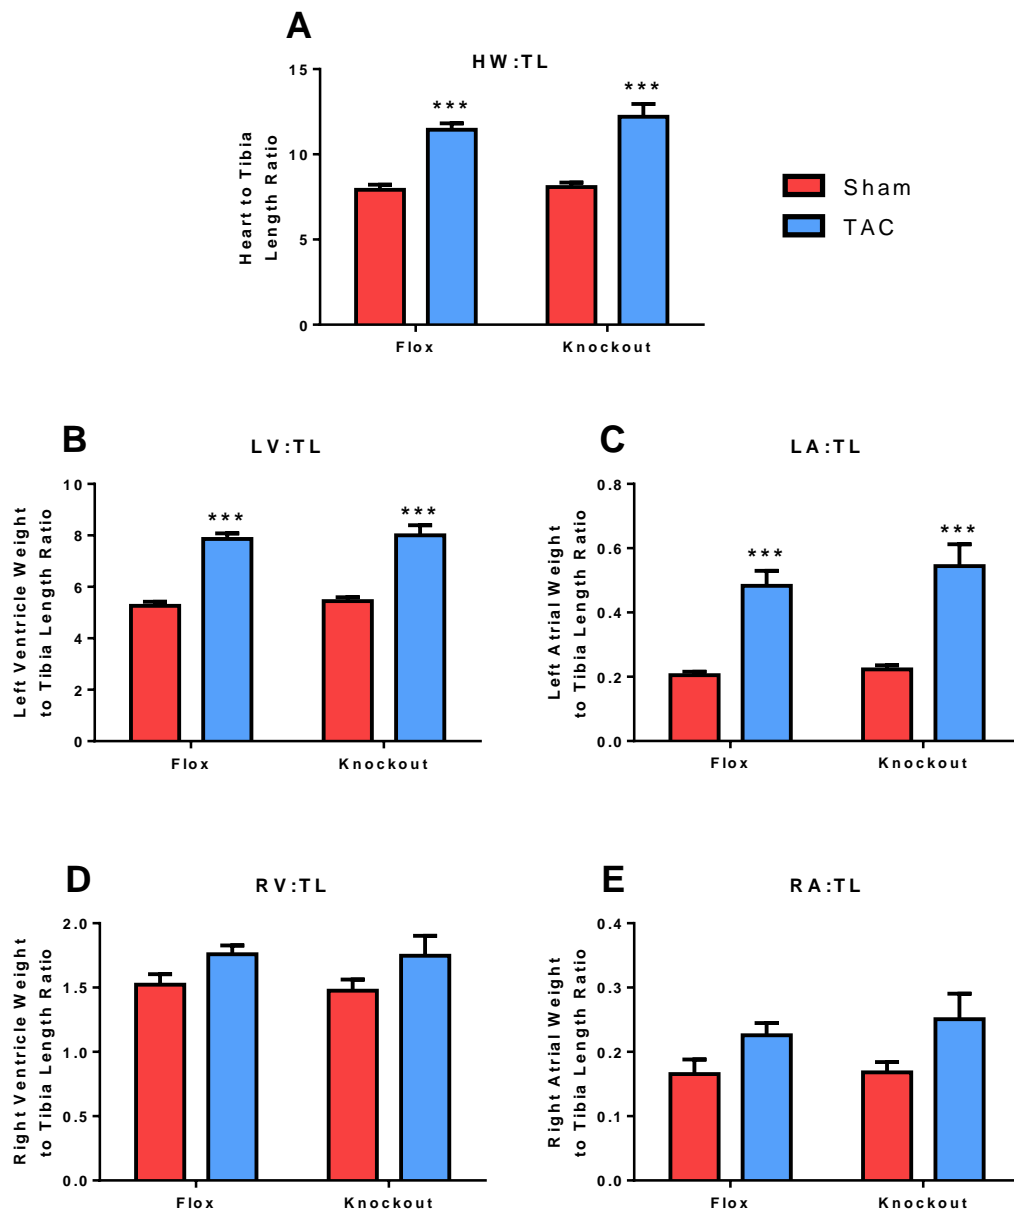 A
HW:TL
Heart to Tibia
Length Ratio
15
10
5
0
***
***
Flox
Knockout
Sham
TAC
B
LV:TL
Left Ventricle Weight
to Tibia Length Ratio
10
8
6
4
2
0
***
***
Flox
Knockout
C
LA:TL
Left Atrial Weight
to Tibia Length Ratio
0.8
0.6
0.4
0.2
0.0
***
***
Flox
Knockout
D
RV:TL
Right Ventricle Weight
to Tibia Length Ratio
2.0
1.5
1.0
0.5
0.0
Flox
Knockout
E
RA:TL
Right Atrial Weight
to Tibia Length Ratio
0.4
0.3
0.2
0.1
0.0
Flox
Knockout